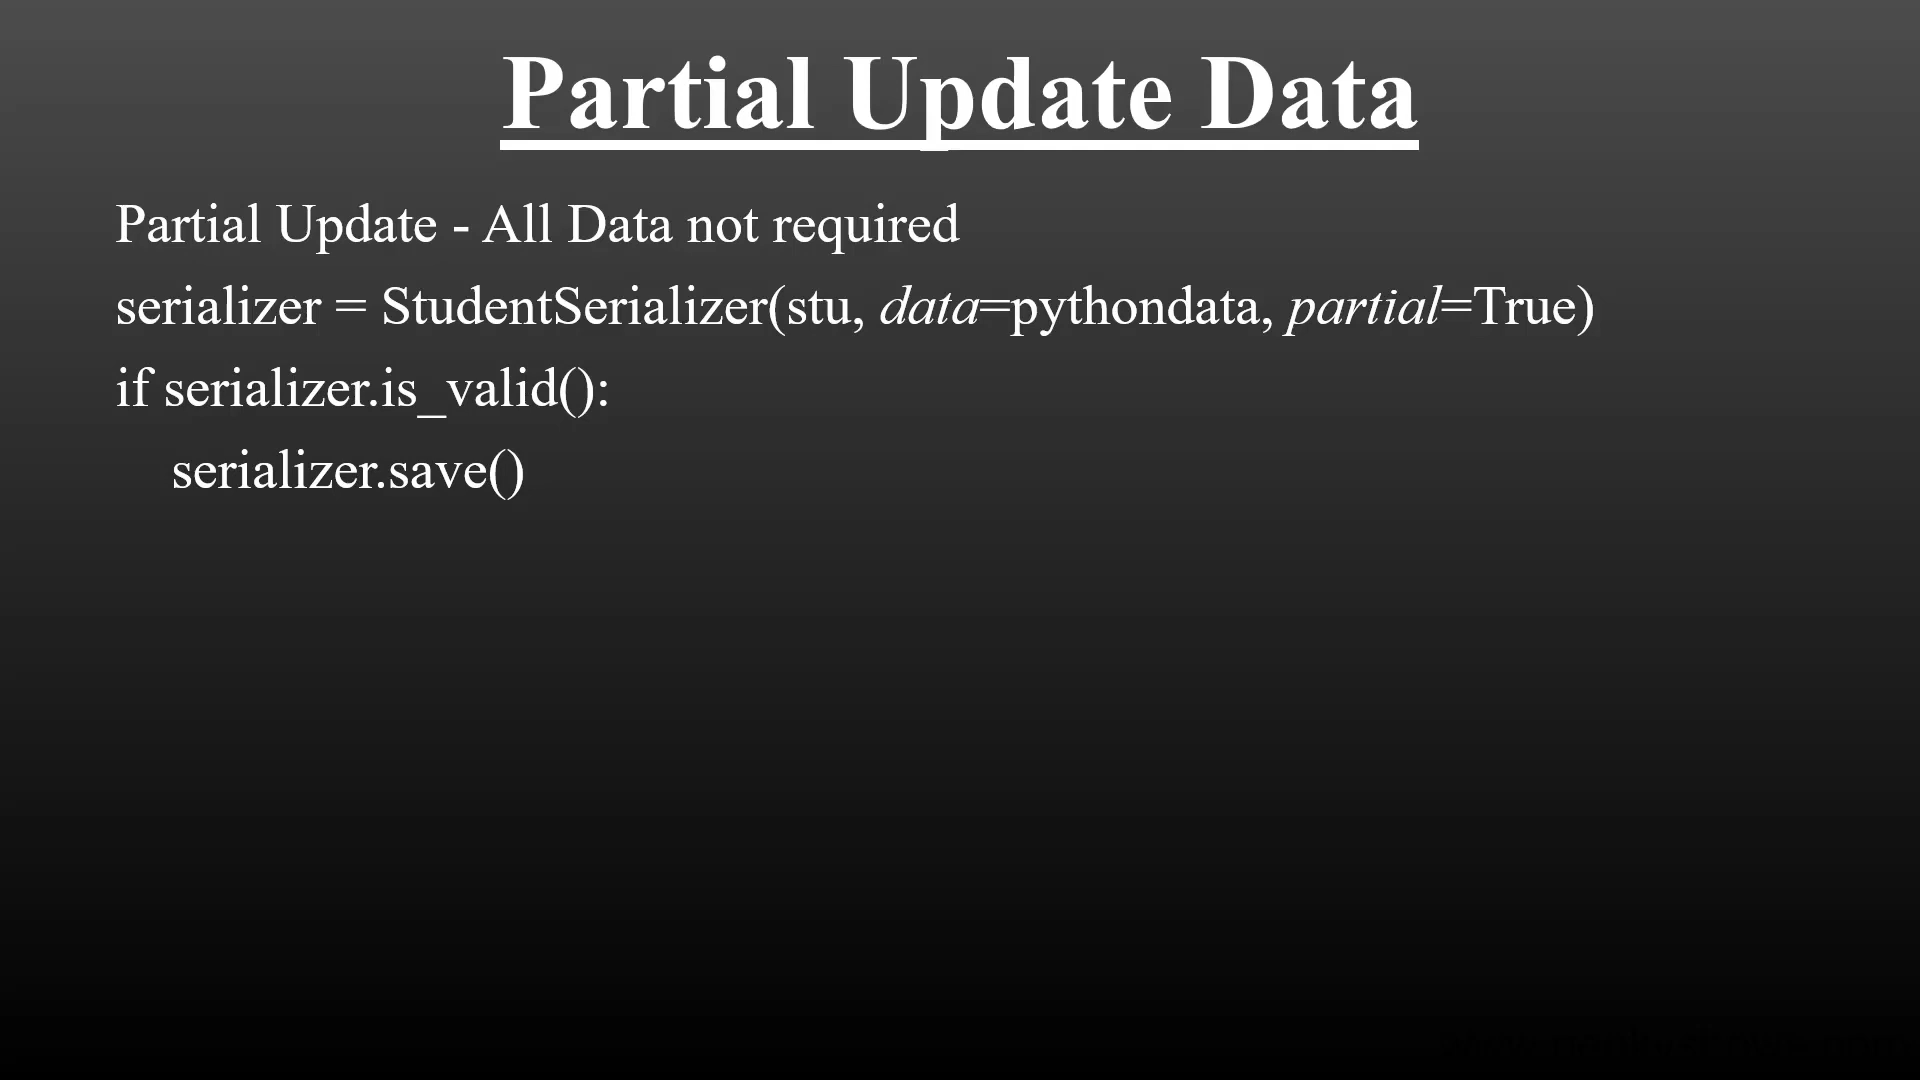 Partial Update Data
Partial Update - All Data not required
serializer = StudentSerializer(stu, data=pythondata, partial=True)
if serializer.is_valid():
serializer.save()